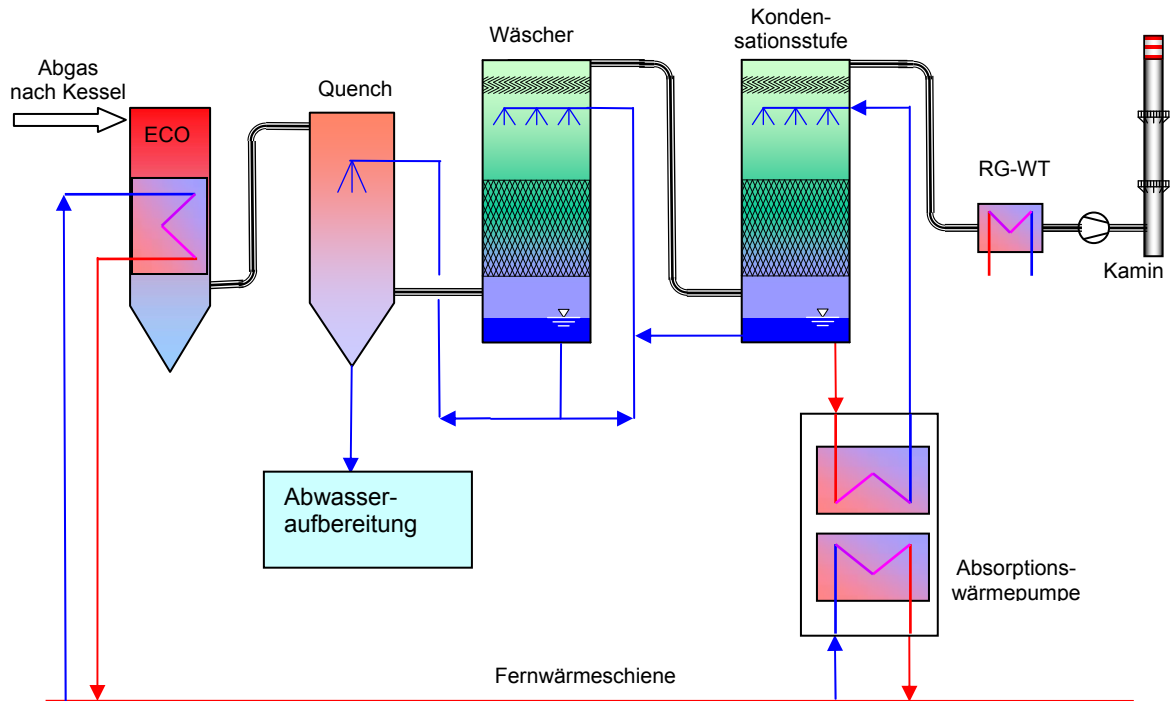 Abgas
nach Kessel
ECO
Quench
Wäscher
Konden-
sationsstufe
RG-WT
Kamin
Abwasser-
aufbereitung
Absorptions-
wärmepumpe
Fernwärmeschiene